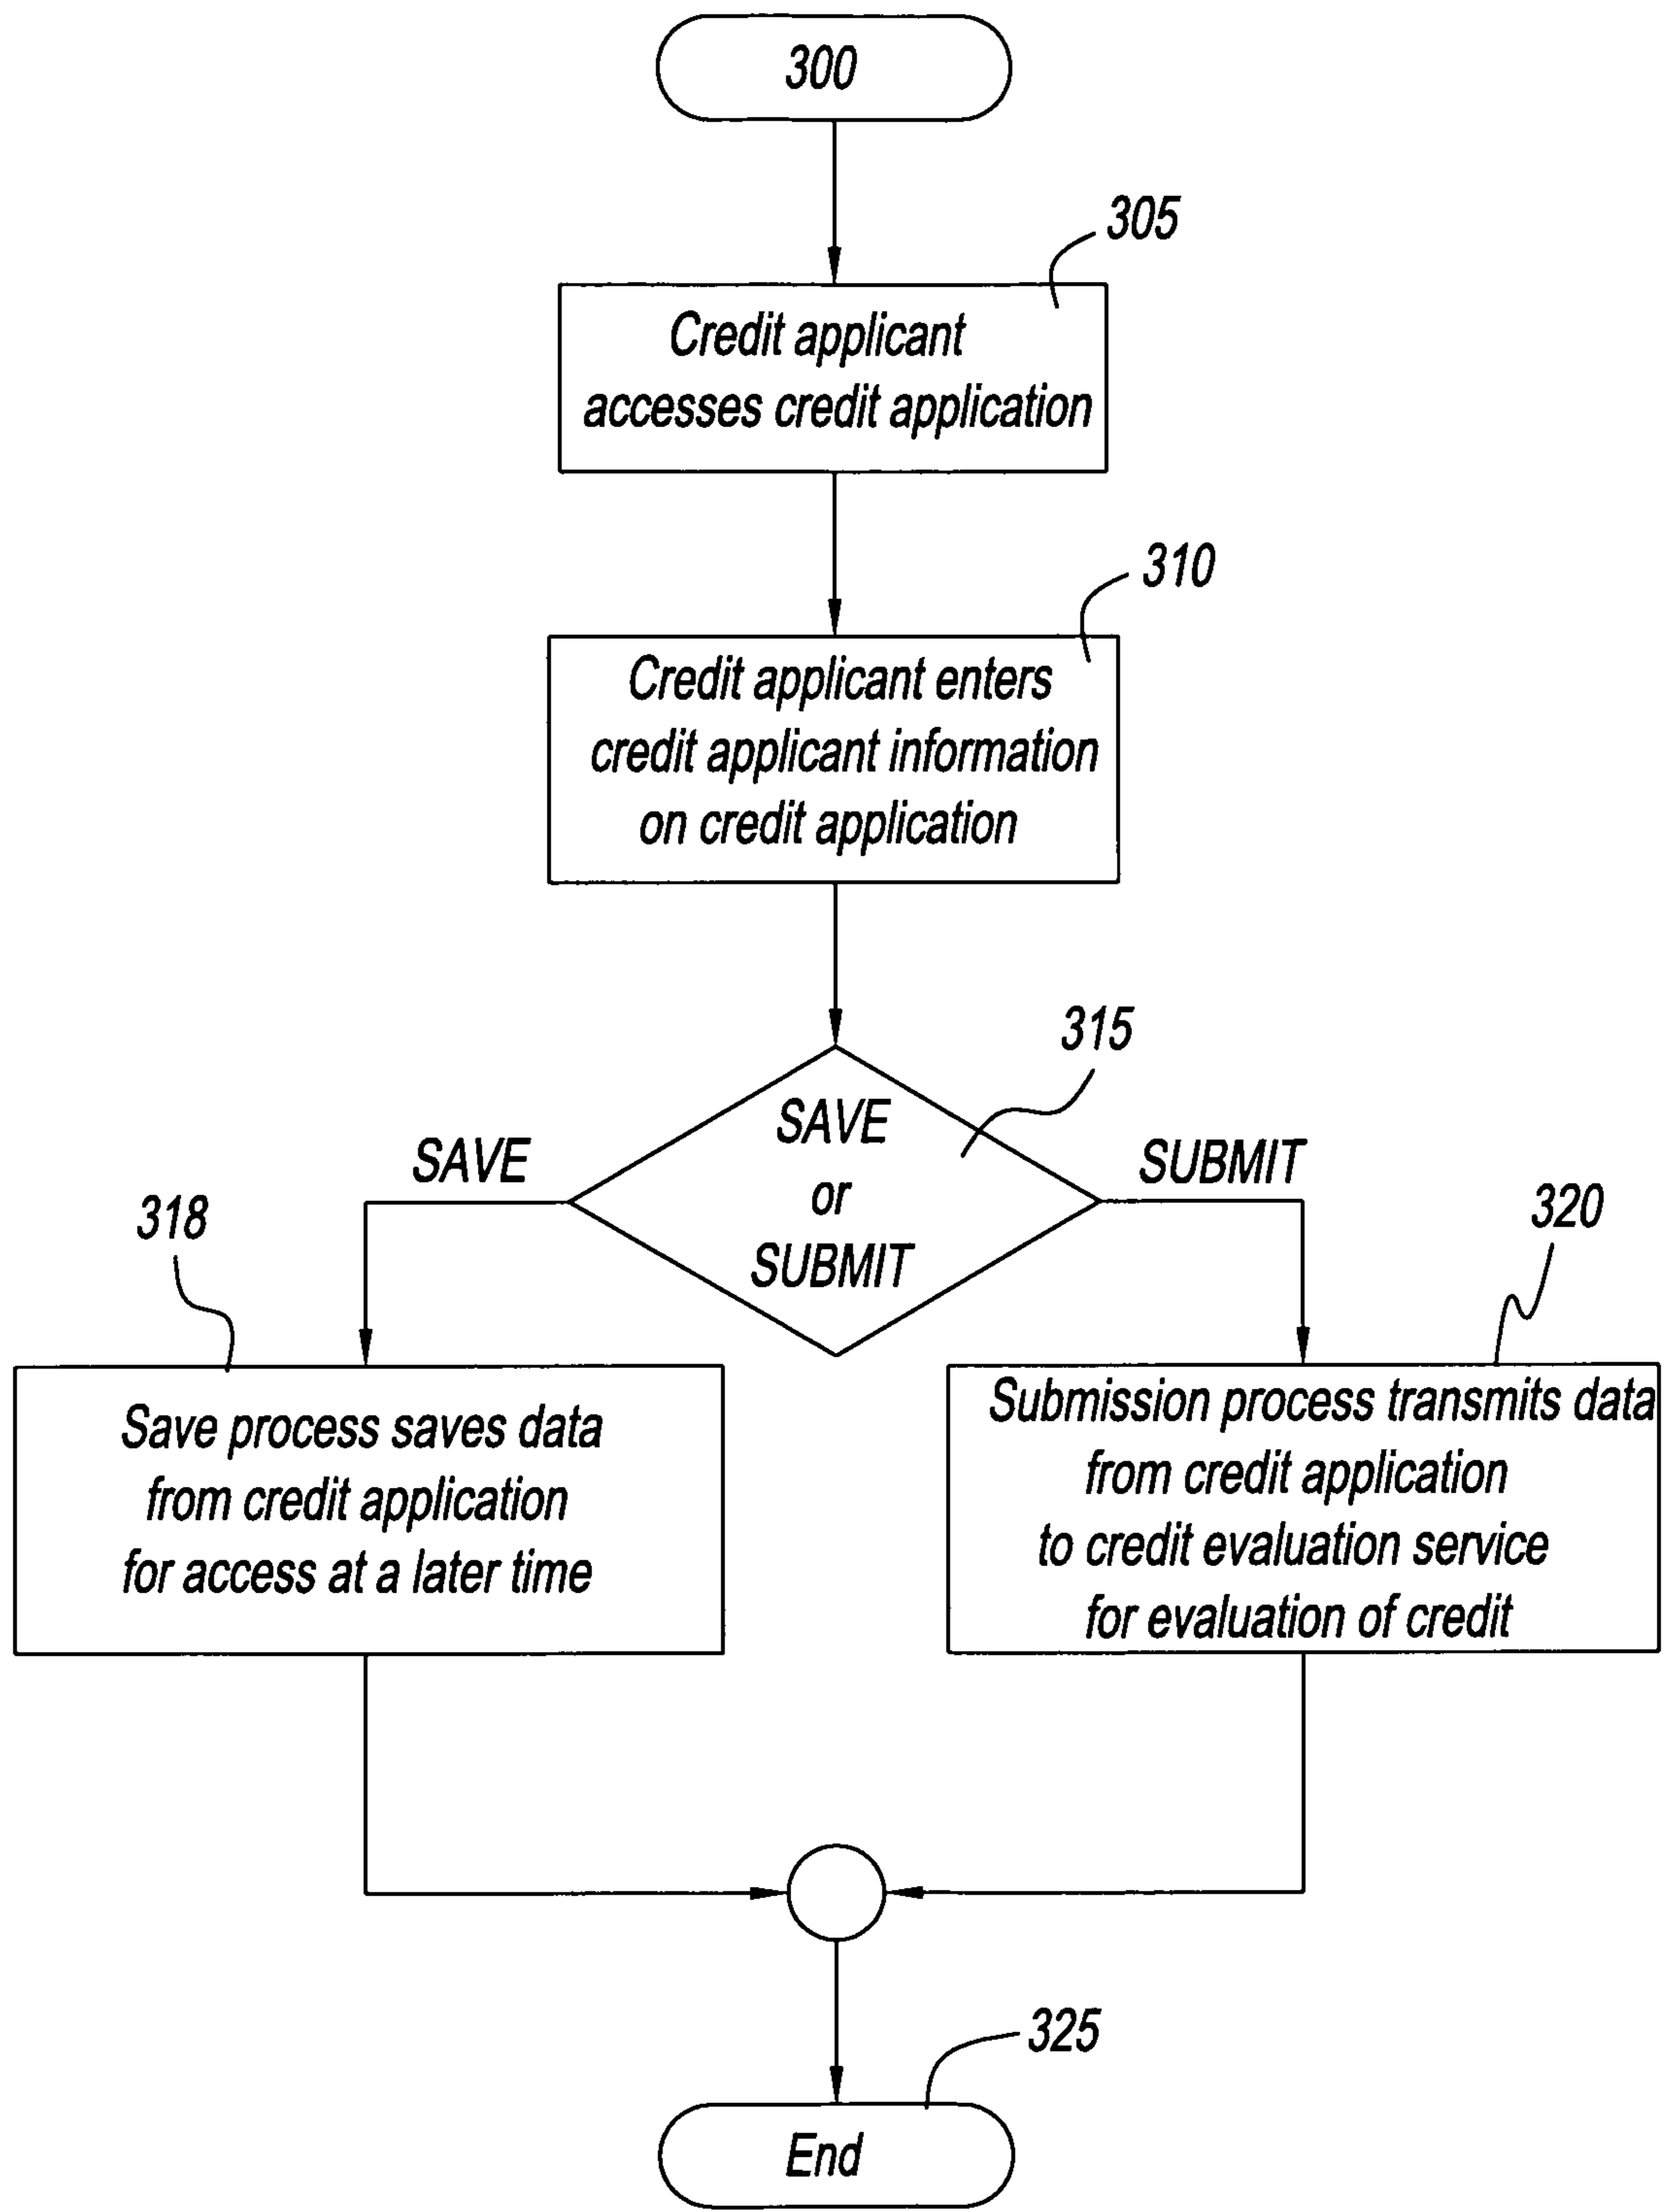 300
305
Credit applicant
accesses credit application
310
Credit applicant enters
credit applicant information
on credit application
315
SAVE
or
SUBMIT
SAVE
SUBMIT
318
320
Save process saves data
from credit application
for access at a later time
Submission process transmits data
from credit application
to credit evaluation service
for evaluation of credit
325
End